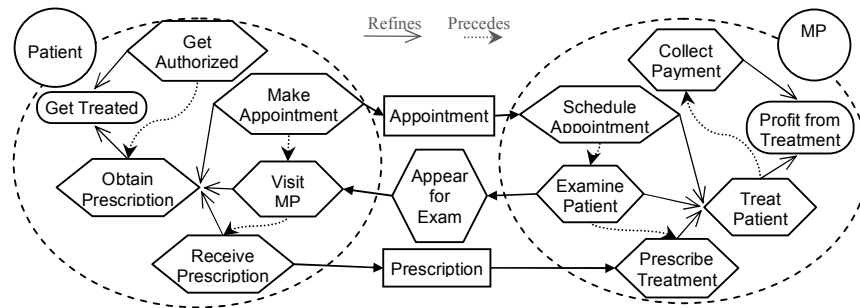 Refines
Precedes
Patient
Get
Authorized
Get Treated
Make
Appointment
Obtain
Prescription
Visit
MP
Receive
Prescription
Appointment
Appear
for
Exam
Prescription
MP
Collect
Payment
Schedule
Appointment
Profit from
Treatment
Examine
Patient
Treat
Patient
Prescribe
Treatment